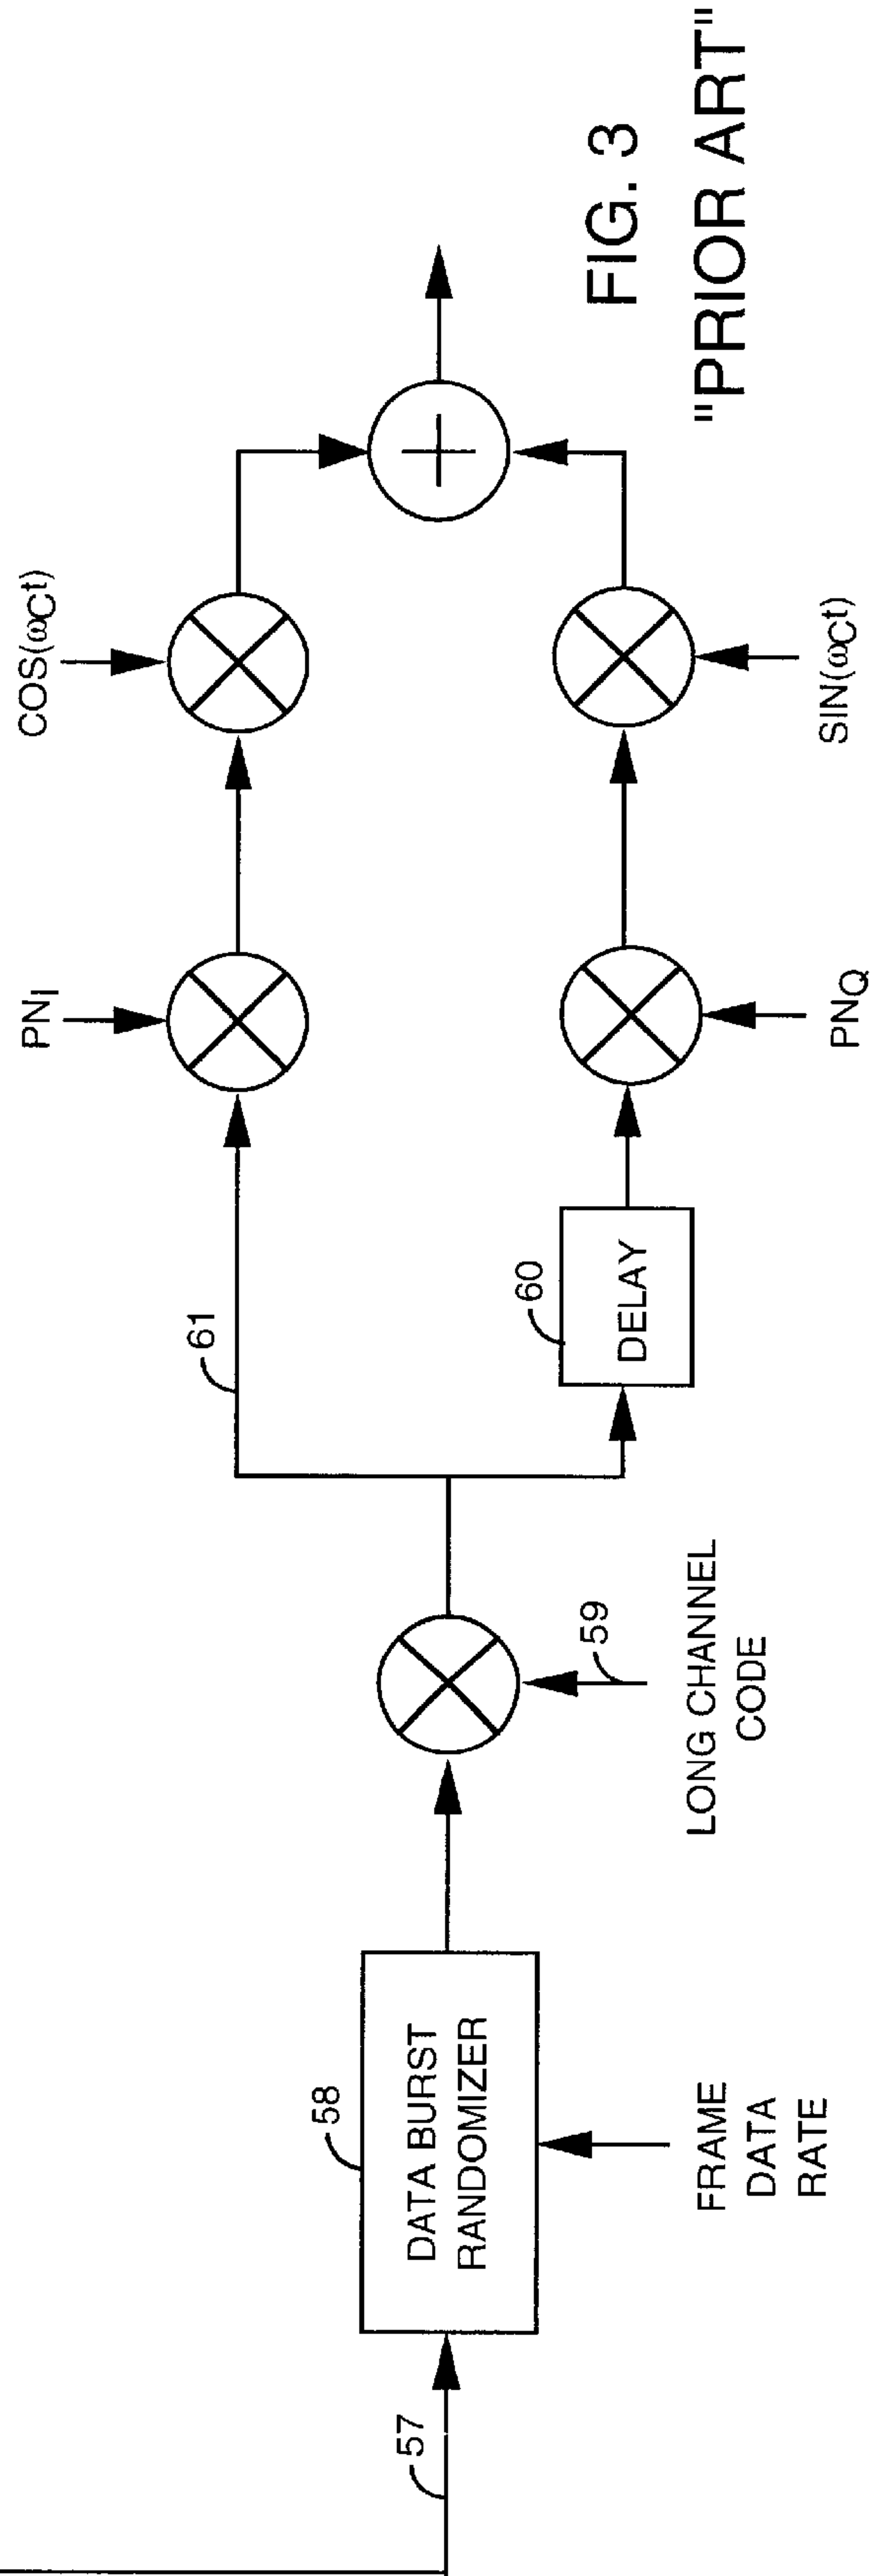 COS(ωCt)
PNI
61
57
58
DATA BURST
RANDOMIZER
FRAME
DATA
RATE
59
LONG CHANNEL
CODE
60
DELAY
PNQ
SIN(ωCt)
FIG. 3
"PRIOR ART"